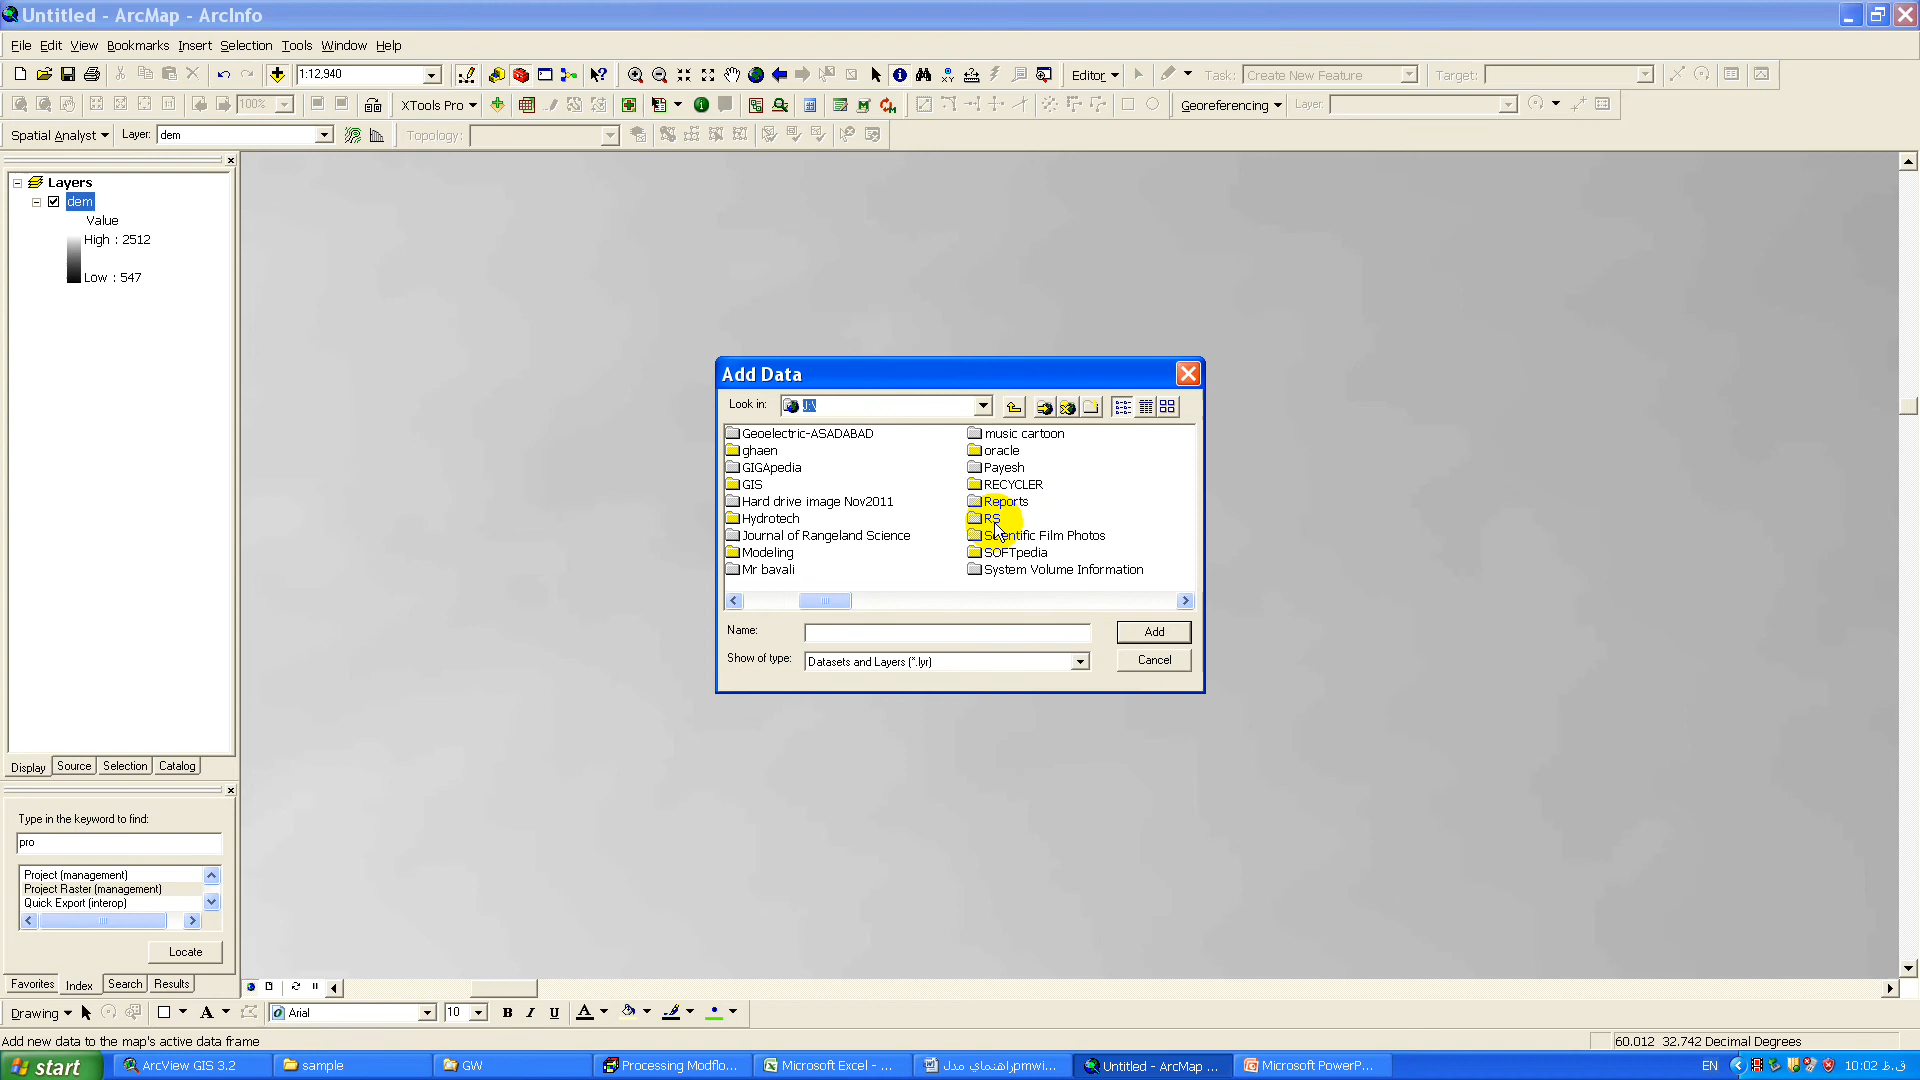 Untitled - ArcMap - ArcInfo
File Edit View Bookmarks Insert Selection Tools Window Help
1:12,940 Editor Task: Create New Feature Target:
100% XTools Pro Georeferencing Layer:
Spatial Analyst Layer: dem Topology:
Layers
dem
Value
High : 2512
Low : 547
Add Data
Look in: J:\
Geoelectric-ASADABAD music cartoon
ghaen oracle
GIGApedia Payesh
GIS RECYCLER
Hard drive image Nov2011 Reports
Hydrotech RS
Journal of Rangeland Science Scientific Film Photos
Modeling SOFTpedia
Mr bavali System Volume Information
Name: Add
Show of type: Datasets and Layers (*.lyr) Cancel
Display Source Selection Catalog
Type in the keyword to find:
pro
Project (management)
Project Raster (management)
Quick Export (interop)
Locate
Favorites Index Search Results
Drawing A Arial 10 B I U A
Add new data to the map's active data frame
60.012 32.742 Decimal Degrees
start ArcView GIS 3.2 sample GW Processing Modflo... Microsoft Excel - ... راهنماي مدلpmwi... Untitled - ArcMap ... Microsoft PowerP... EN 10:02 ق.ظ